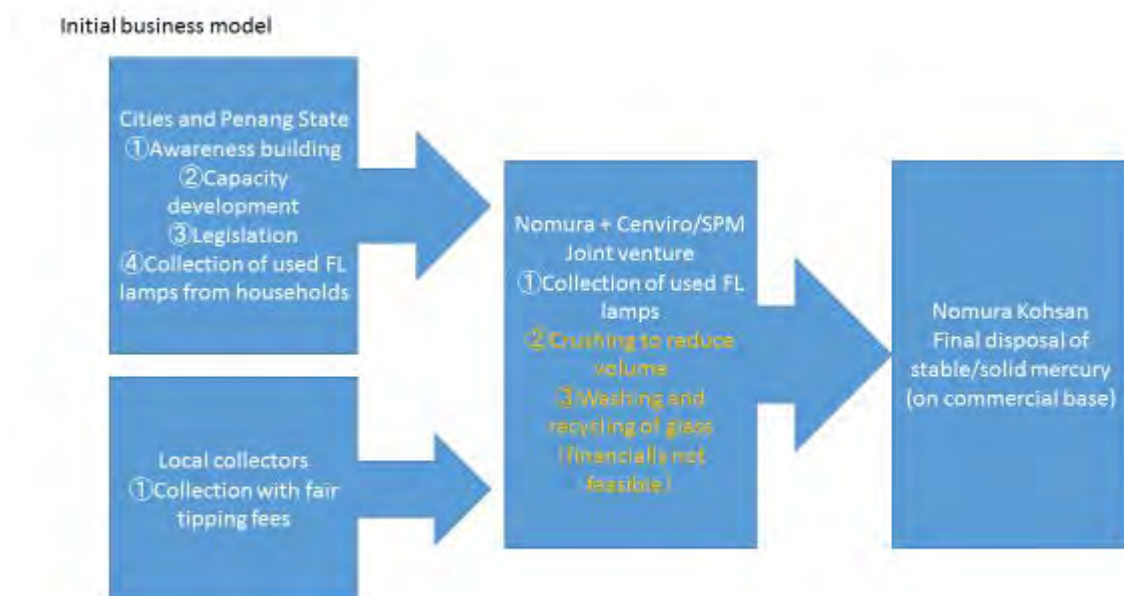 Initial business model
Cities and Penang State
①Awareness building
②Capacity
development
③Legislation
④Collection of used FL
lamps from households
Local collectors
①Collection with fair
tipping fees
Nomura + Cenviro/SPM
Joint venture
①Collection of used FL
lamps
②Crushing to reduce
voluma
③Washing and
recycling of glass
(financially not
feasible)
Nomura Kohsan
Final disposal of
stable/solid mercury
(on commercial base)